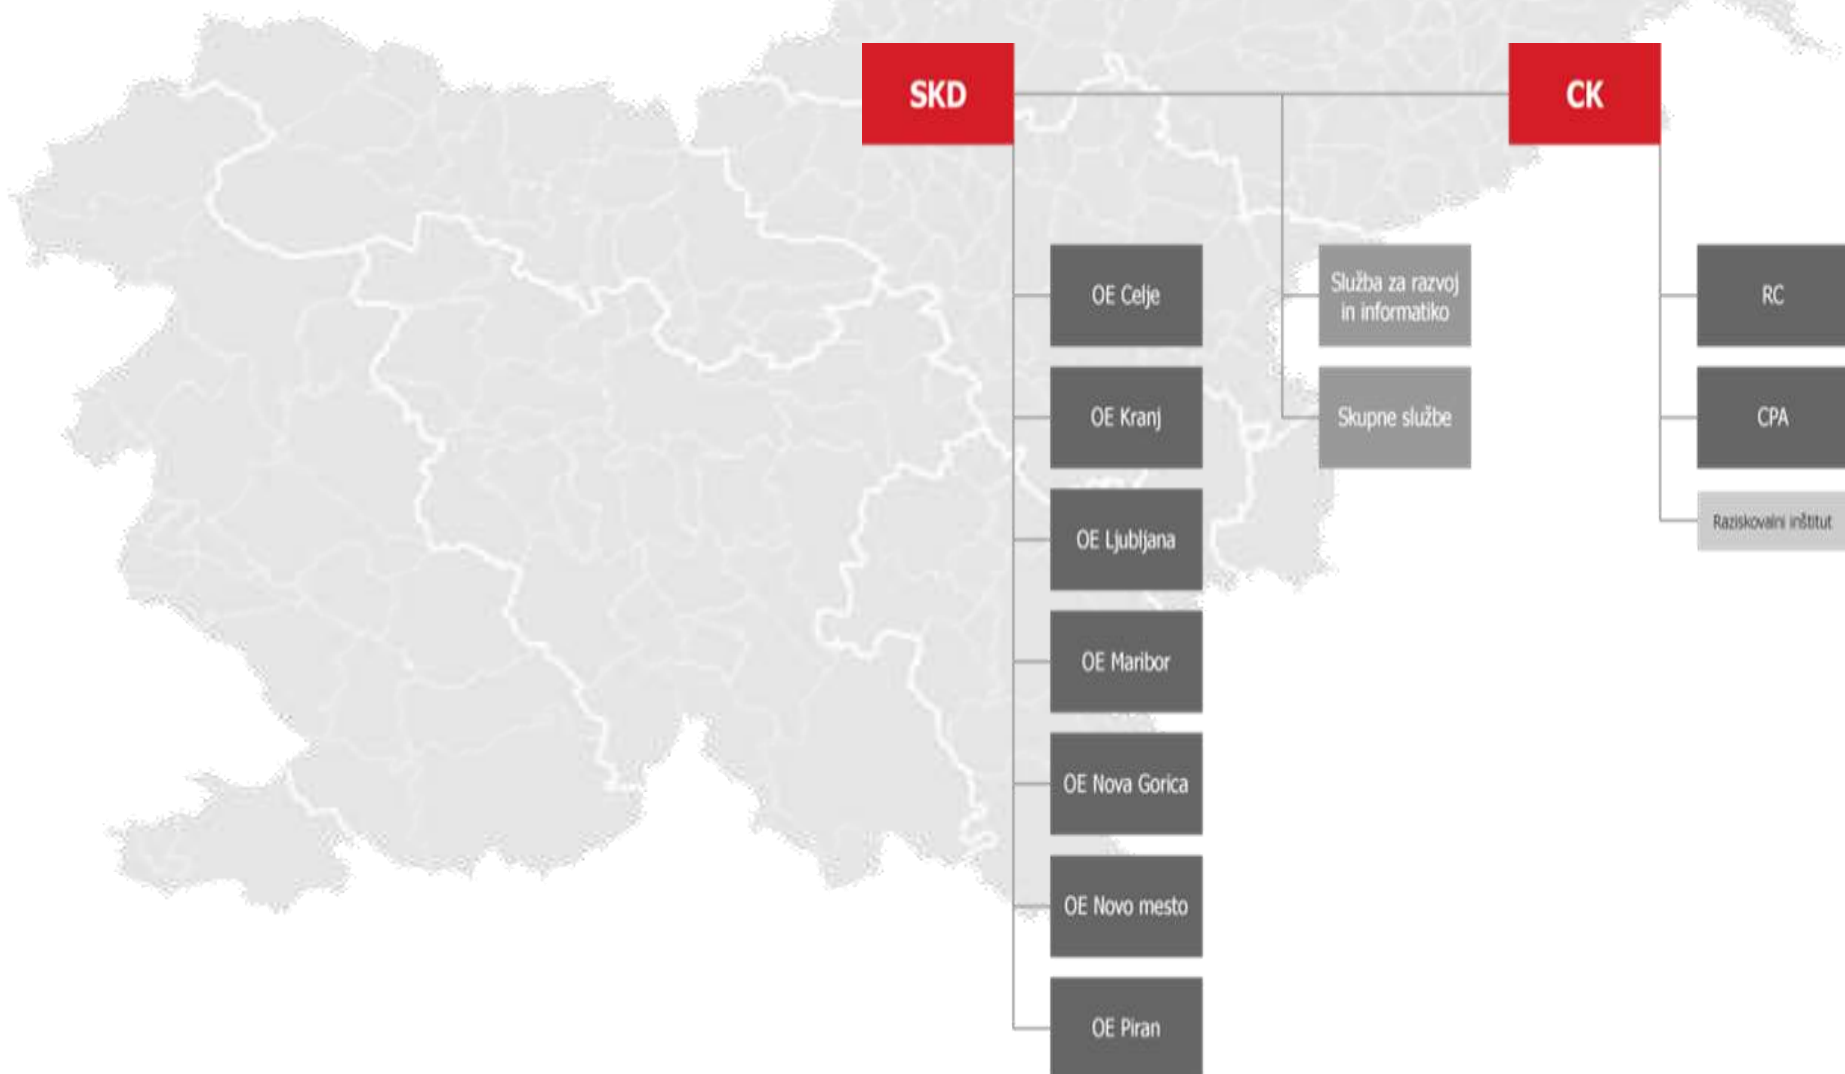 SKD
CK
OE Celje
OE Kranj
OE Ljubljana
OE Maribor
OE Nova Gorica
OE Novo mesto
OE Piran
Služba za razvoj
in informatiko
Skupne službe
RC
CPA
Raziskovalni inštitut